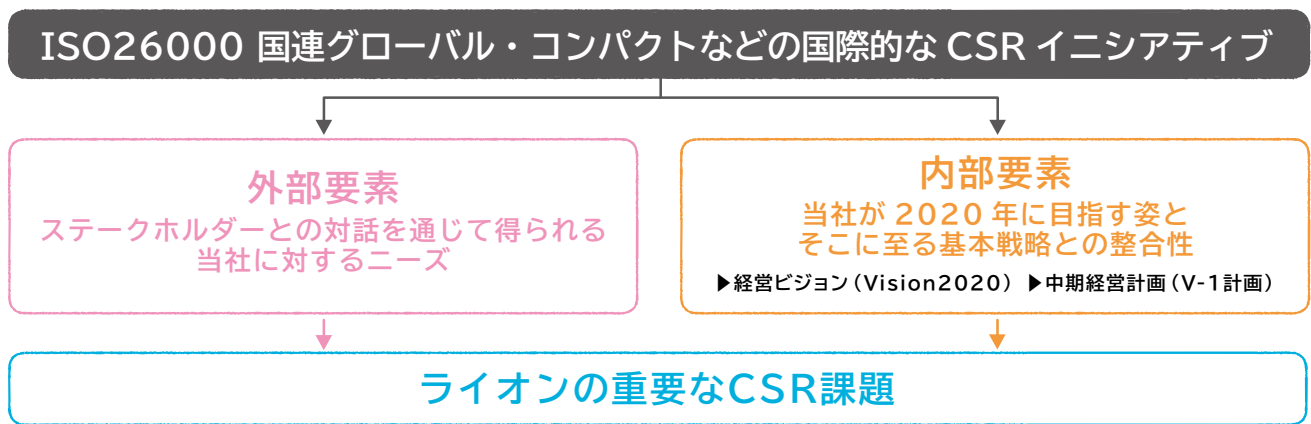 ISO26000 国連グローバル・コンパクトなどの国際的な CSR イニシアティブ
外部要素
ステークホルダーとの対話を通じて得られる
当社に対するニーズ
内部要素
当社が 2020 年に目指す姿と
そこに至る基本戦略との整合性
▶経営ビジョン（Vision2020） ▶中期経営計画（V-1計画）
ライオンの重要なCSR課題